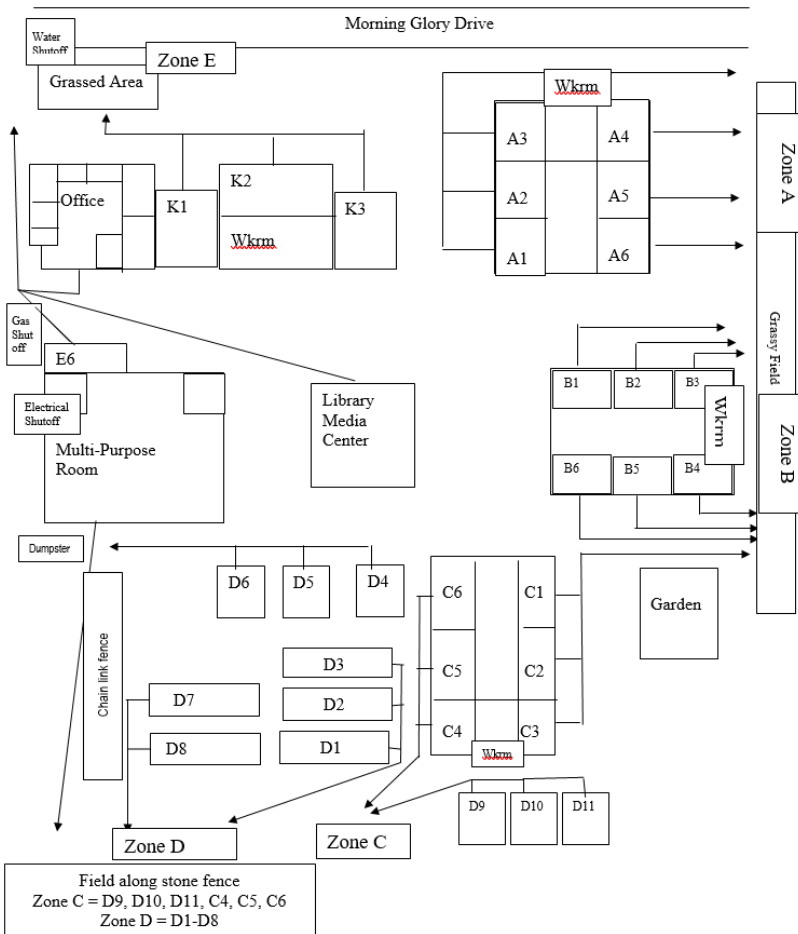 Morning Glory Drive
Water
Shutoff
Zone E
Grassed Area
Wkrm
A3
A4
A2
A5
A1
A6
Zone A
Office
K1
K2
K3
Wkrm
Gas
Shut
off
E6
Electrical
Shutoff
Multi-Purpose
Room
Library
Media
Center
Grassy Field
B1
B2
B3
Wkrm
B6
B5
B4
Zone B
Dumpster
D6
D5
D4
C6
C1
Garden
Chain link fence
D3
C5
C2
D7
D2
D8
D1
C4
C3
Wkrm
D9
D10
D11
Zone D
Zone C
Field along stone fence
Zone C = D9, D10, D11, C4, C5, C6
Zone D = D1-D8